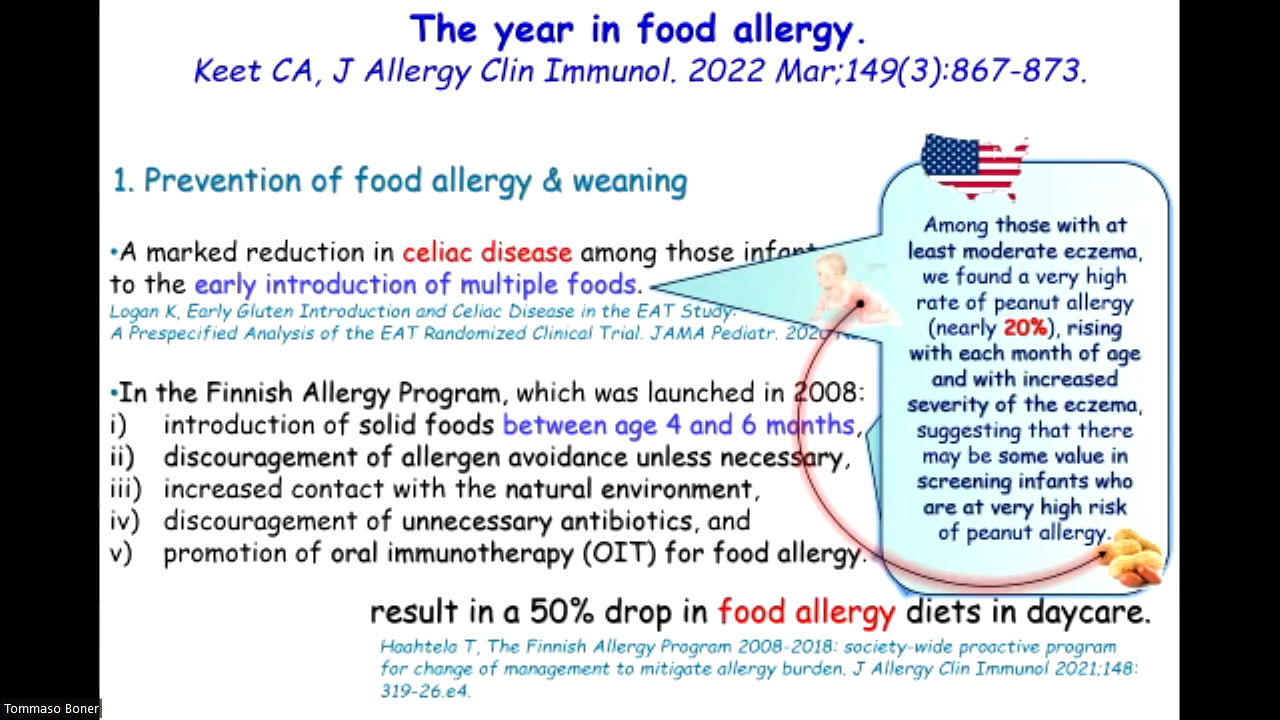 The year in food allergy.
Keet CA, J Allergy Clin Immunol. 2022 Mar;149(3):867-873.
1. Prevention of food allergy & weaning
•A marked reduction in celiac disease among those
to the early introduction of multiple foods.
Logan K, Early Gluten Introduction and Celiac Disease in the EAT Study:
A Prespecified Analysis of the EAT Randomized Clinical Trial. JAMA Pediatr.
•In the Finnish Allergy Program, which was launched in 2008:
i) introduction of solid foods between age 4 and 6 months,
ii) discouragement of allergen avoidance unless necessary,
iii) increased contact with the natural environment,
iv) discouragement of unnecessary antibiotics, and
v) promotion of oral immunotherapy (OIT) for food allergy.
result in a 50% drop in food allergy diets in daycare.
Haahtela T, The Finnish Allergy Program 2008-2018: society-wide proactive program
for change of management to mitigate allergy burden. J Allergy Clin Immunol 2021;148:
319-26.e4.
Among those with at
least moderate eczema,
we found a very high
rate of peanut allergy
(nearly 20%), rising
with each month of age
and with increased
severity of the eczema,
suggesting that there
may be some value in
screening infants who
are at very high risk
of peanut allergy.
Tommaso Boner